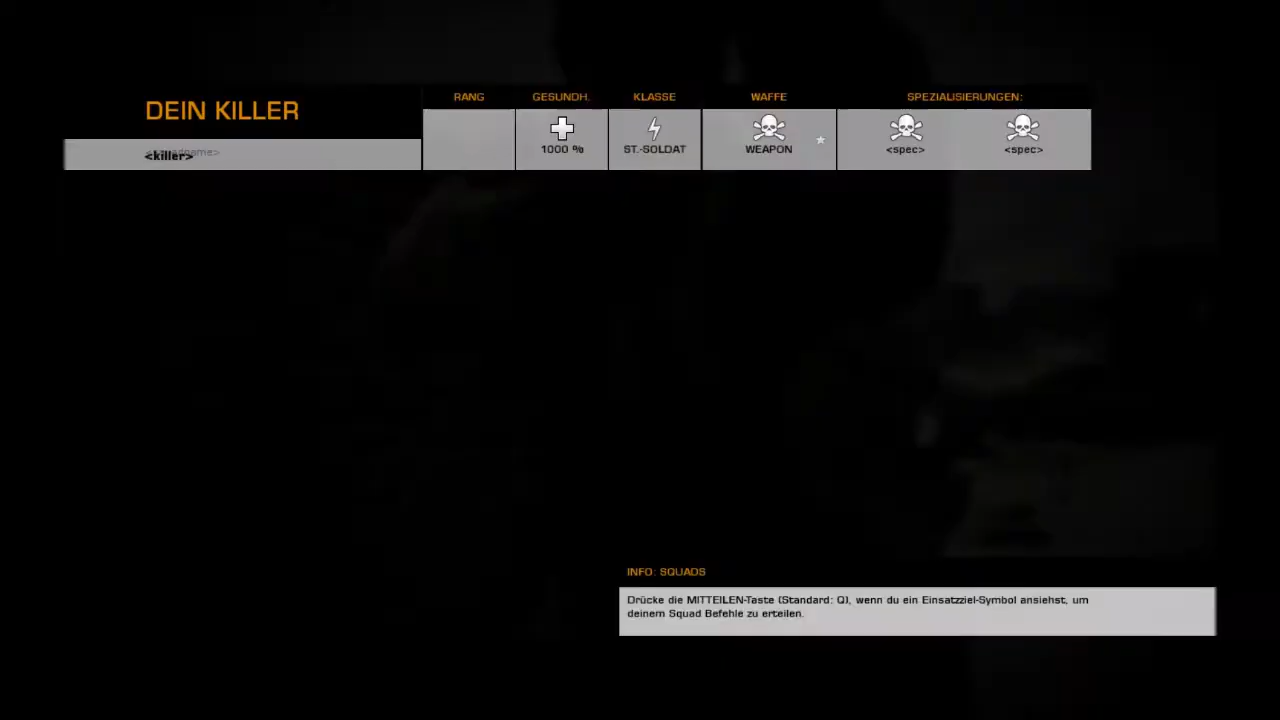 DEIN KILLER
<killer>
RANG
GESUNDH.
1000 %
KLASSE
ST.-SOLDAT
WAFFE
WEAPON
SPEZIALISIERUNGEN:
<spec> <spec>
INFO: SQUADS
Drücke die MITTEILEN-Taste (Standard: Q), wenn du ein Einsatzziel-Symbol ansiehst, um
deinem Squad Befehle zu erteilen.